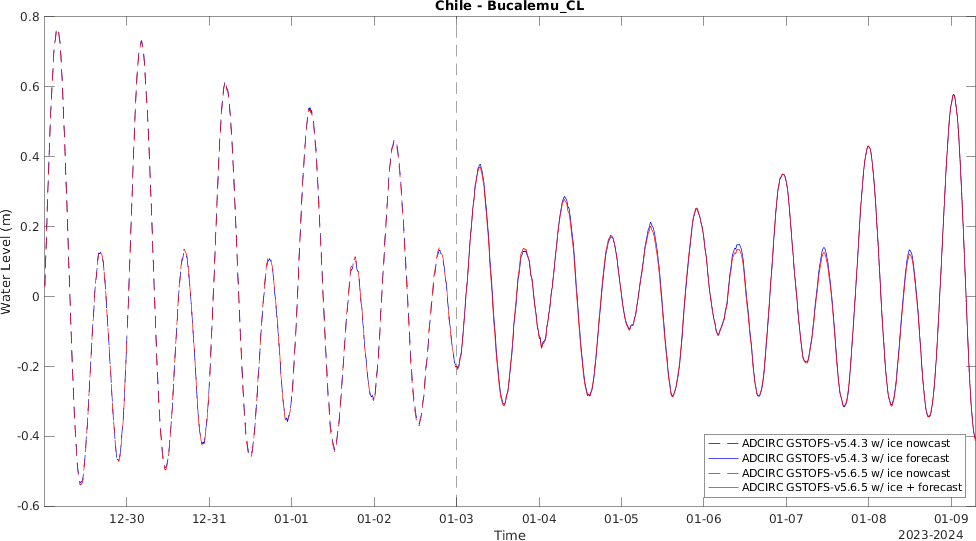 Chile - Bucalemu_CL
Water Level (m)
0.8
0.6
0.4
0.2
0
-0.2
-0.4
-0.6
12-30
12-31
01-01
01-02
01-03
01-04
01-05
01-06
01-07
01-08
01-09
Time
2023-2024
ADCIRC GSTOFS-v5.4.3 w/ ice nowcast
ADCIRC GSTOFS-v5.4.3 w/ ice forecast
ADCIRC GSTOFS-v5.6.5 w/ ice nowcast
ADCIRC GSTOFS-v5.6.5 w/ ice + forecast